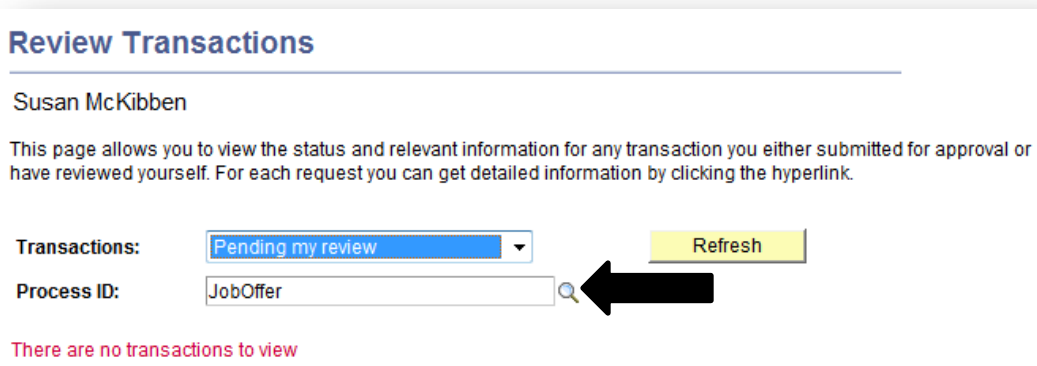 Review Transactions
Susan McKibben
This page allows you to view the status and relevant information for any transaction you either submitted for approval or
have reviewed yourself. For each request you can get detailed information by clicking the hyperlink.
Transactions: Pending my review Refresh
Process ID: JobOffer
There are no transactions to view